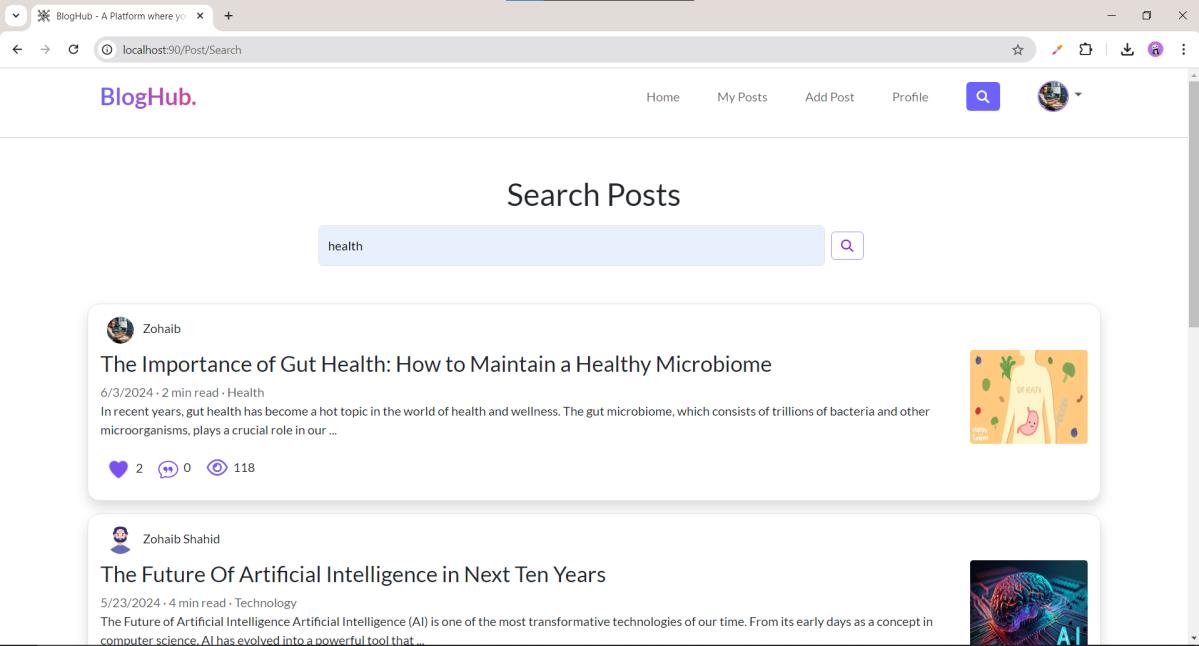 BlogHub - A Platform where yo
localhost:90/Post/Search
BlogHub.
Home
My Posts
Add Post
Profile
Search Posts
health
Zohaib
The Importance of Gut Health: How to Maintain a Healthy Microbiome
6/3/2024 · 2 min read · Health
In recent years, gut health has become a hot topic in the world of health and wellness. The gut microbiome, which consists of trillions of bacteria and other
microorganisms, plays a crucial role in our ...
GUT HEALTH
2
0
118
Zohaib Shahid
The Future Of Artificial Intelligence in Next Ten Years
5/23/2024 · 4 min read · Technology
The Future of Artificial Intelligence Artificial Intelligence (AI) is one of the most transformative technologies of our time. From its early days as a concept in
computer science, AI has evolved into a powerful tool that ...
AI